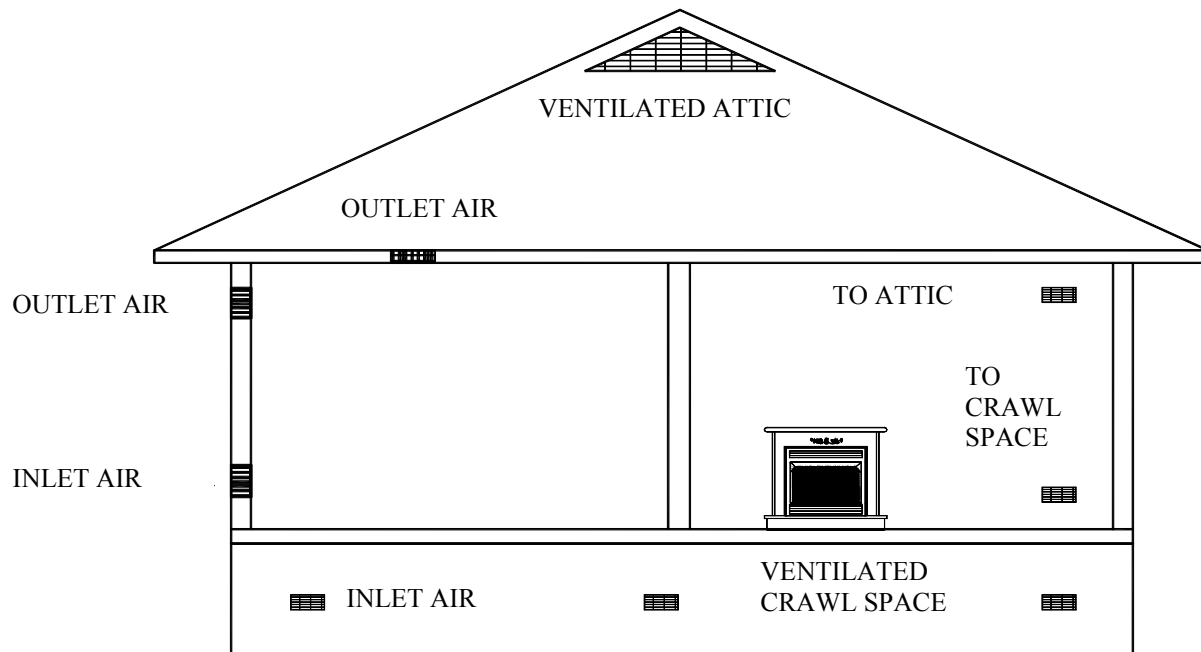 VENTILATED ATTIC
OUTLET AIR
OUTLET AIR
TO ATTIC
TO
CRAWL
SPACE
INLET AIR
INLET AIR
VENTILATED
CRAWL SPACE